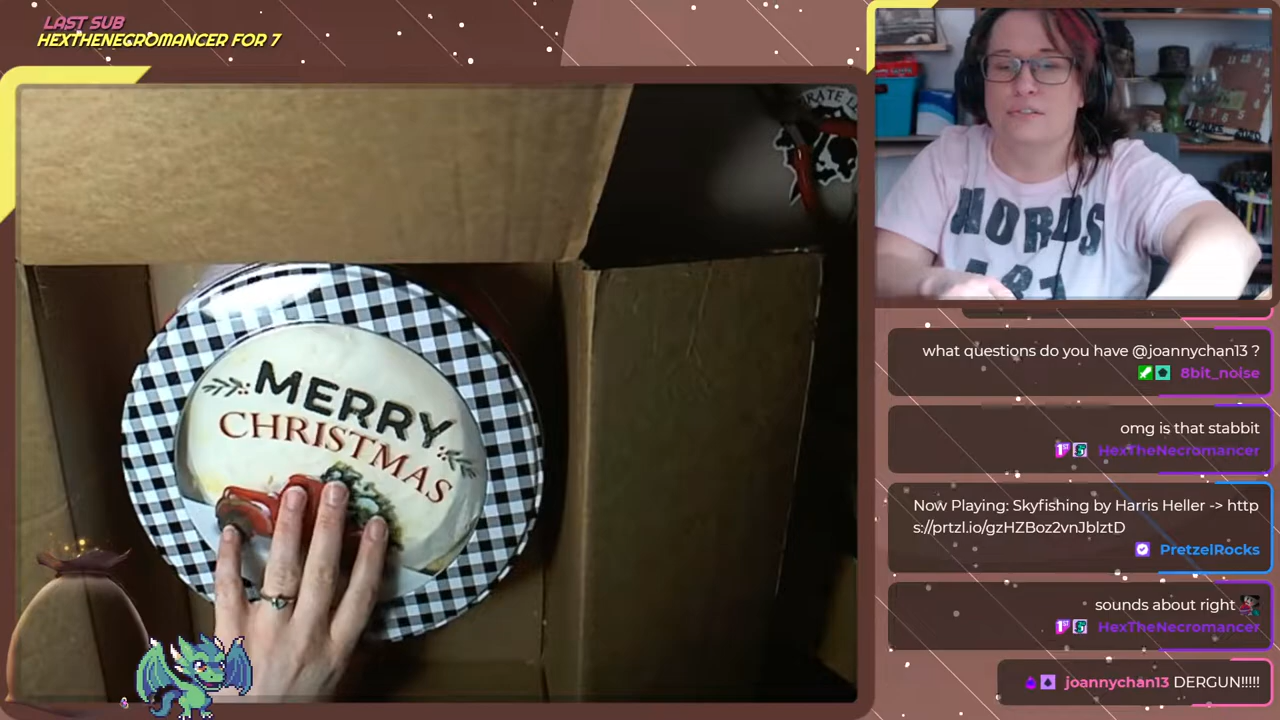 LAST SUB
HEXTHENECROMANCER FOR 7
MERRY
CHRISTMAS
WORDS
what questions do you have @joannychan13 ?
8bit_noise
omg is that stabbit
HexTheNecromancer
Now Playing: Skyfishing by Harris Heller -> http
s://prtzl.io/gzHZBoz2vnJblztD
PretzelRocks
sounds about right
HexTheNecromancer
joannychan13 DERGUN!!!!!